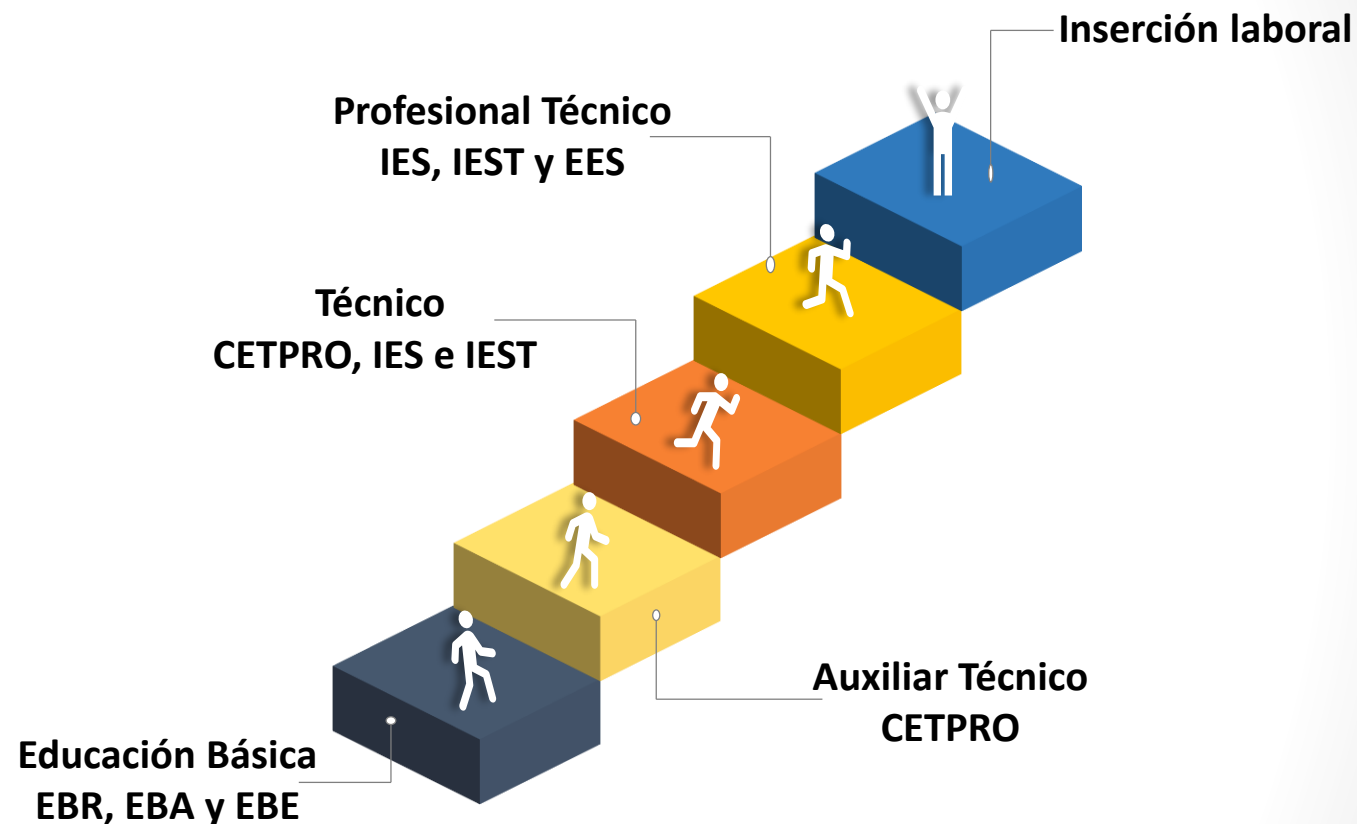 Inserción laboral
Profesional Técnico
IES, IEST y EES
Técnico
CETPRO, IES e IEST
Auxiliar Técnico
CETPRO
Educación Básica
EBR, EBA y EBE